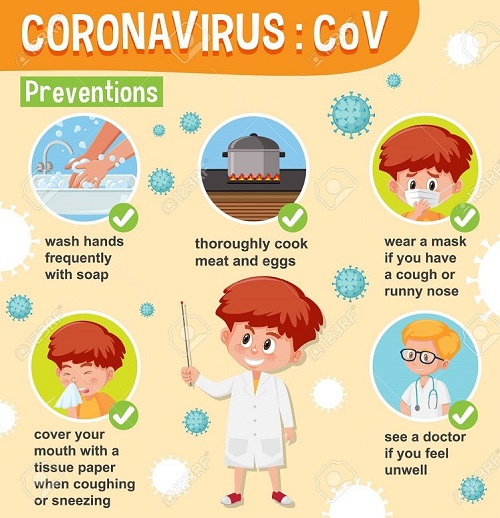 CORONAVIRUS : CoV
Preventions
wash hands
frequently
with soap
thoroughly cook
meat and eggs
wear a mask
if you have
a cough or
runny nose
cover your
mouth with a
tissue paper
when coughing
or sneezing
see a doctor
if you feel
unwell